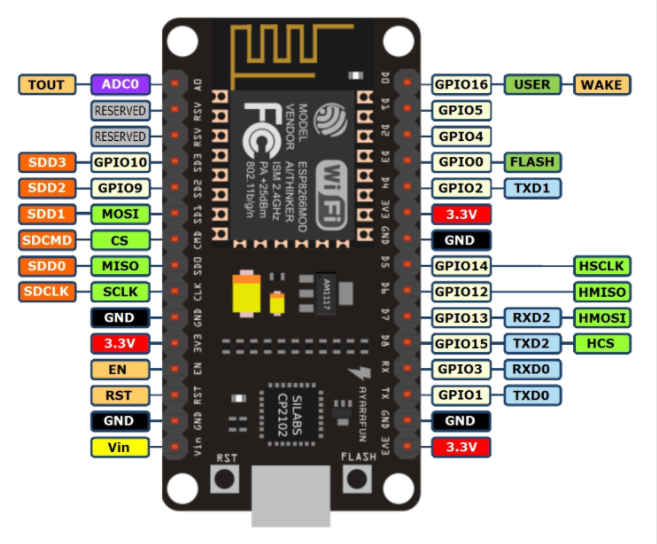 TOUT ADC0 A0
RESERVED RSV
RESERVED RSV
SDD3 GPIO10 SD3
SDD2 GPIO9 SD2
SDD1 MOSI SD1
SDCMD CS CMD
SDD0 MISO SDO
SDCLK SCLK CLK
GND GND
3.3V 3V3
EN EN
RST RST
GND GND
Vin Vin
MODEL
VENDOR
ESP8266MOD
AI/THINKER
ISM 2.4GHz
PA +25dBm
802.11b/g/n
FC
Wi Fi
AM1117
SILABS
CP2102
AYARAFUN
RST
FLASH
D0 GPIO16 USER WAKE
D1 GPIO5
D2 GPIO4
D3 GPIO0 FLASH
D4 GPIO2 TXD1
3V3 3.3V
GND GND
D5 GPIO14 HSCLK
D6 GPIO12 HMISO
D7 GPIO13 RXD2 HMOSI
D8 GPIO15 TXD2 HCS
RX GPIO3 RXD0
TX GPIO1 TXD0
GND GND
3V3 3.3V